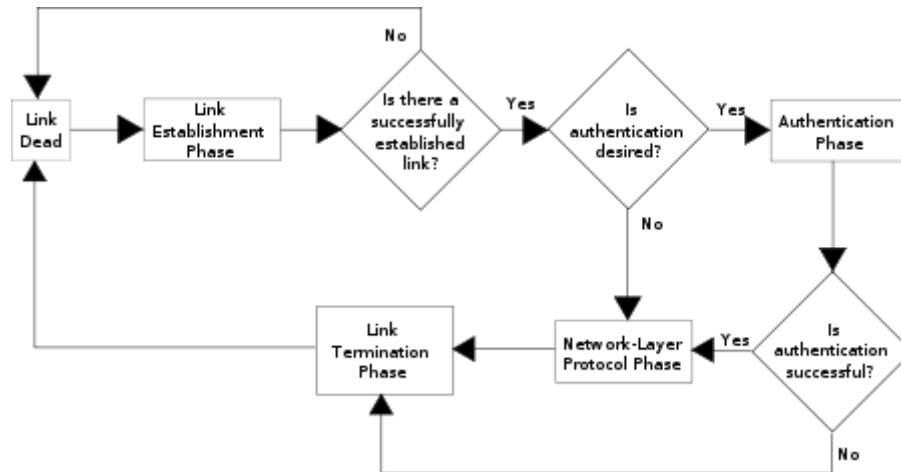 No
Link
Dead
Link
Establishment
Phase
Is there a
successfully
established
link?
Yes
Is
authentication
desired?
Yes
Authentication
Phase
No
Link
Termination
Phase
Network-Layer
Protocol Phase
Yes
Is
authentication
successful?
No